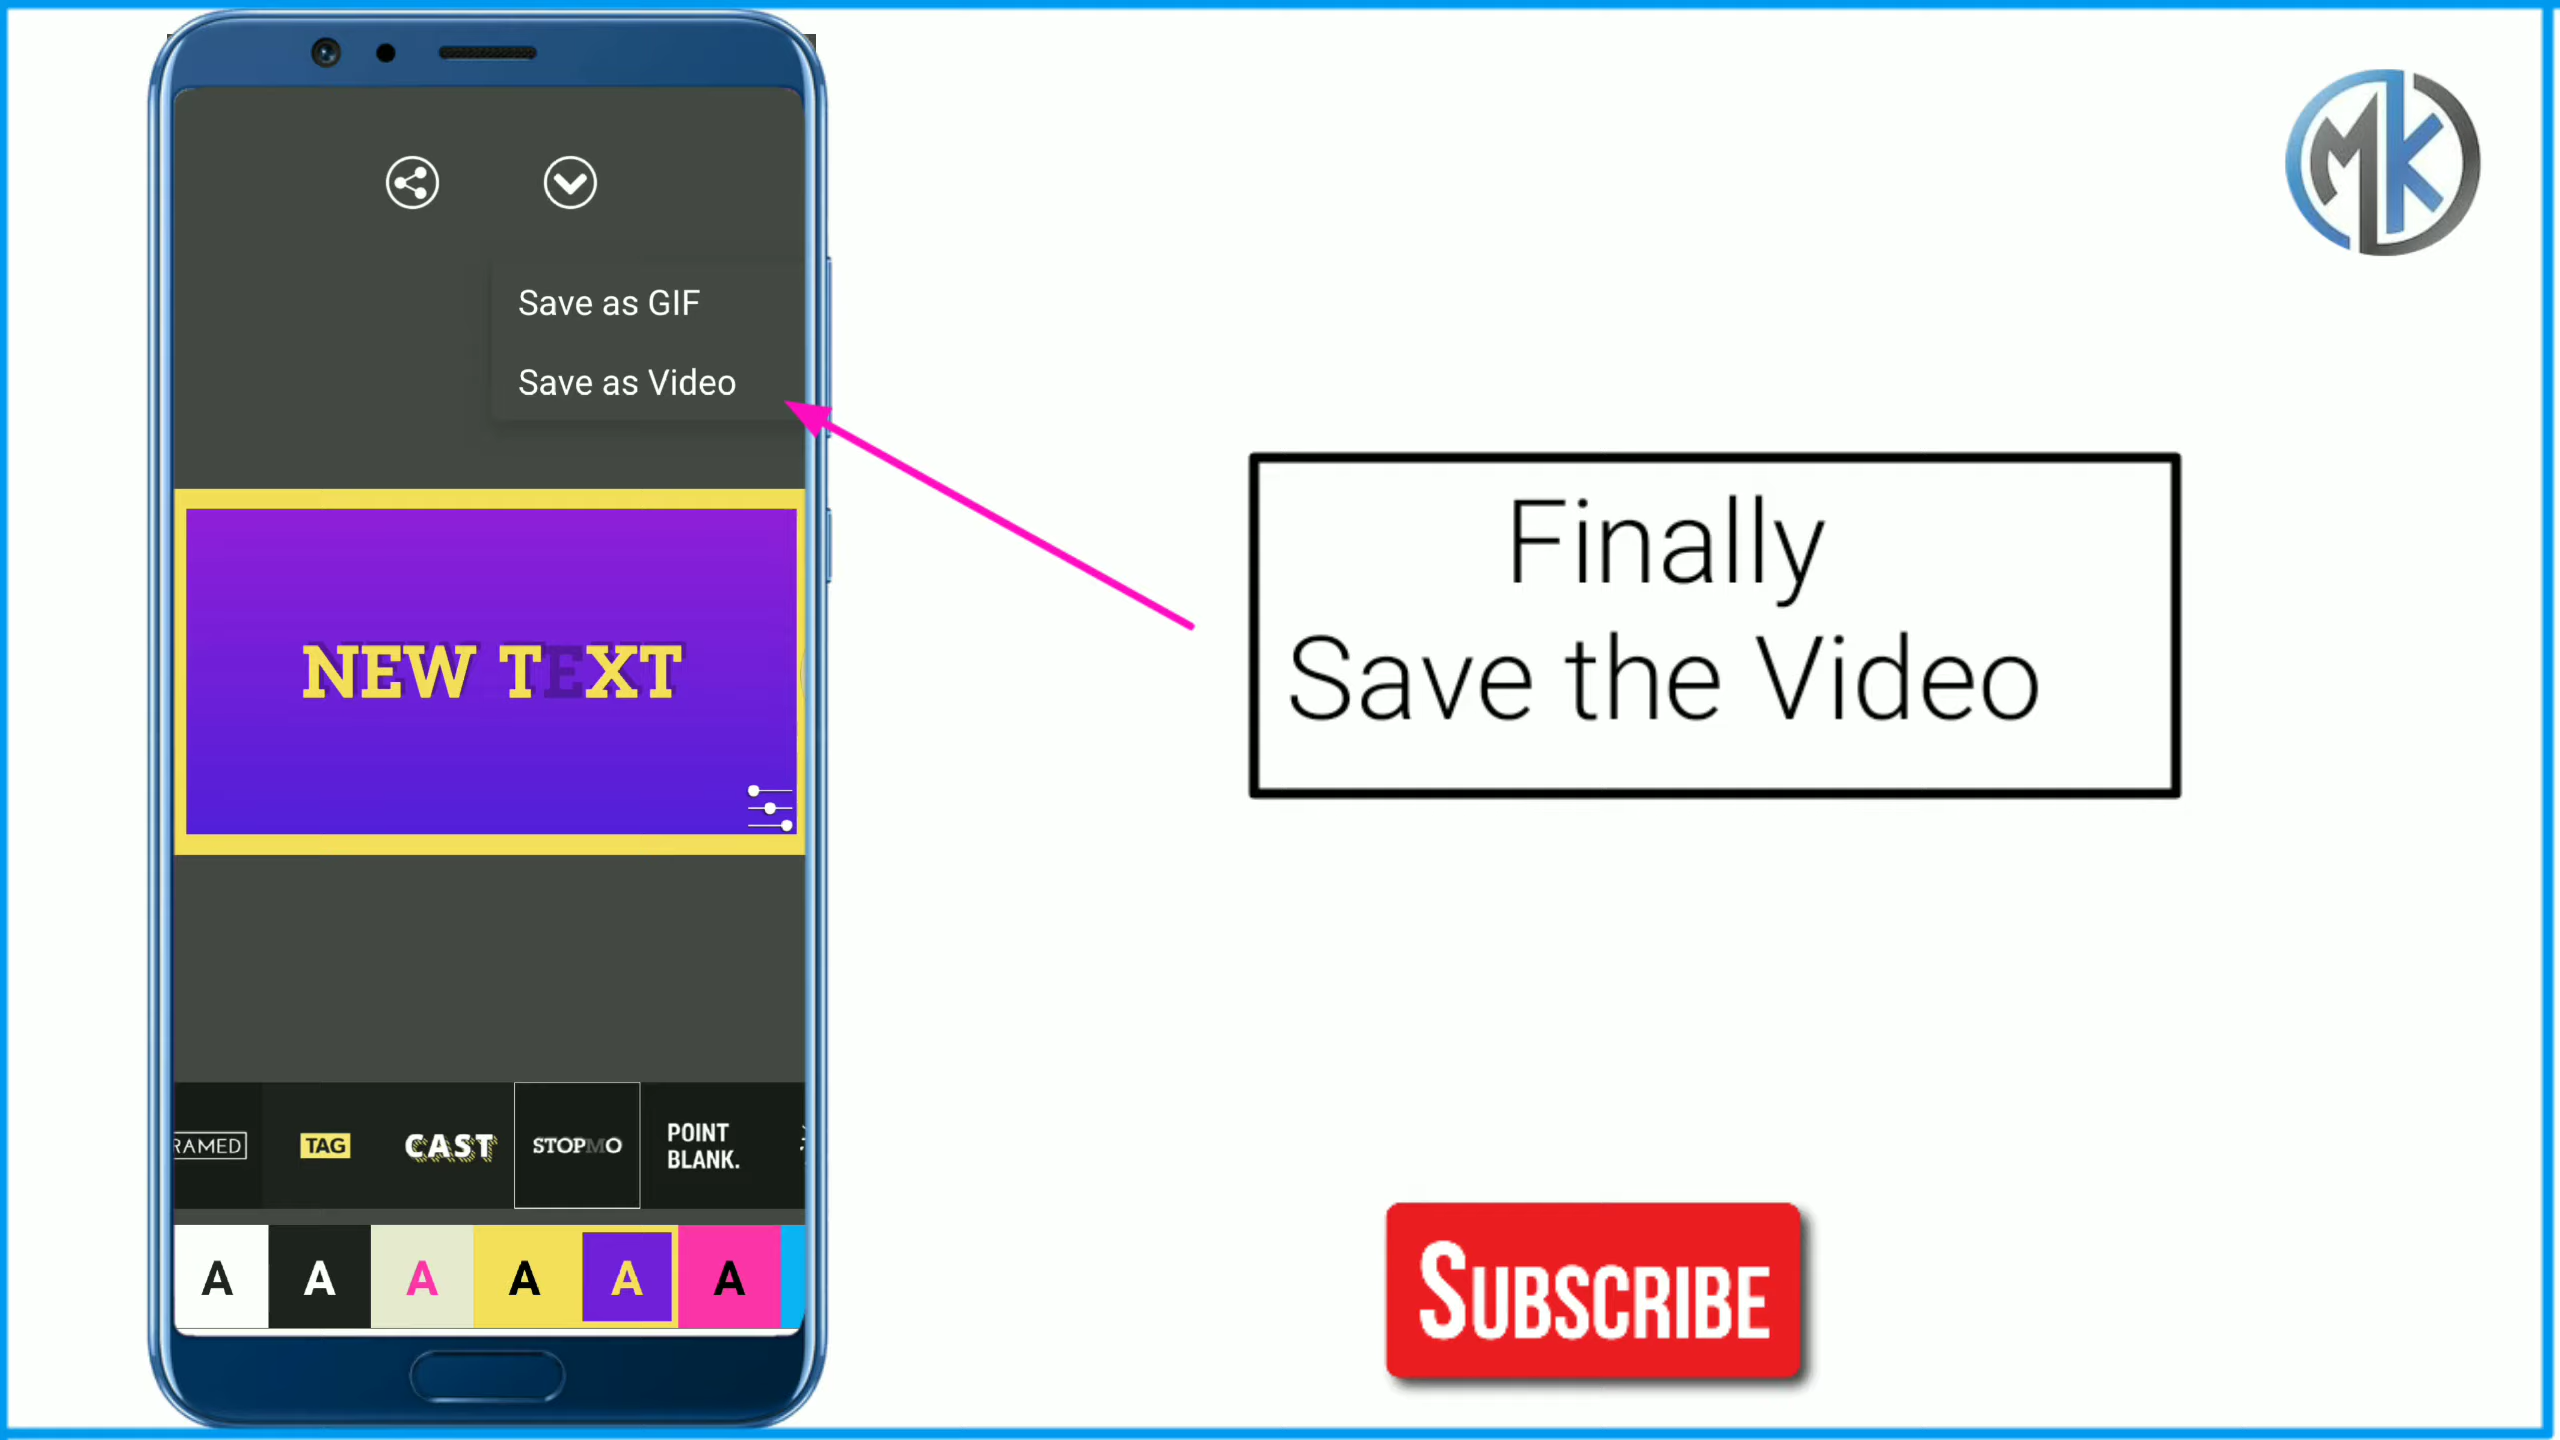 Save as GIF
Save as Video
NEW TEXT
RAMED
TAG
CAST
STOPMO
POINT
BLANK.
A A A A A A
MK
Finally
Save the Video
SUBSCRIBE